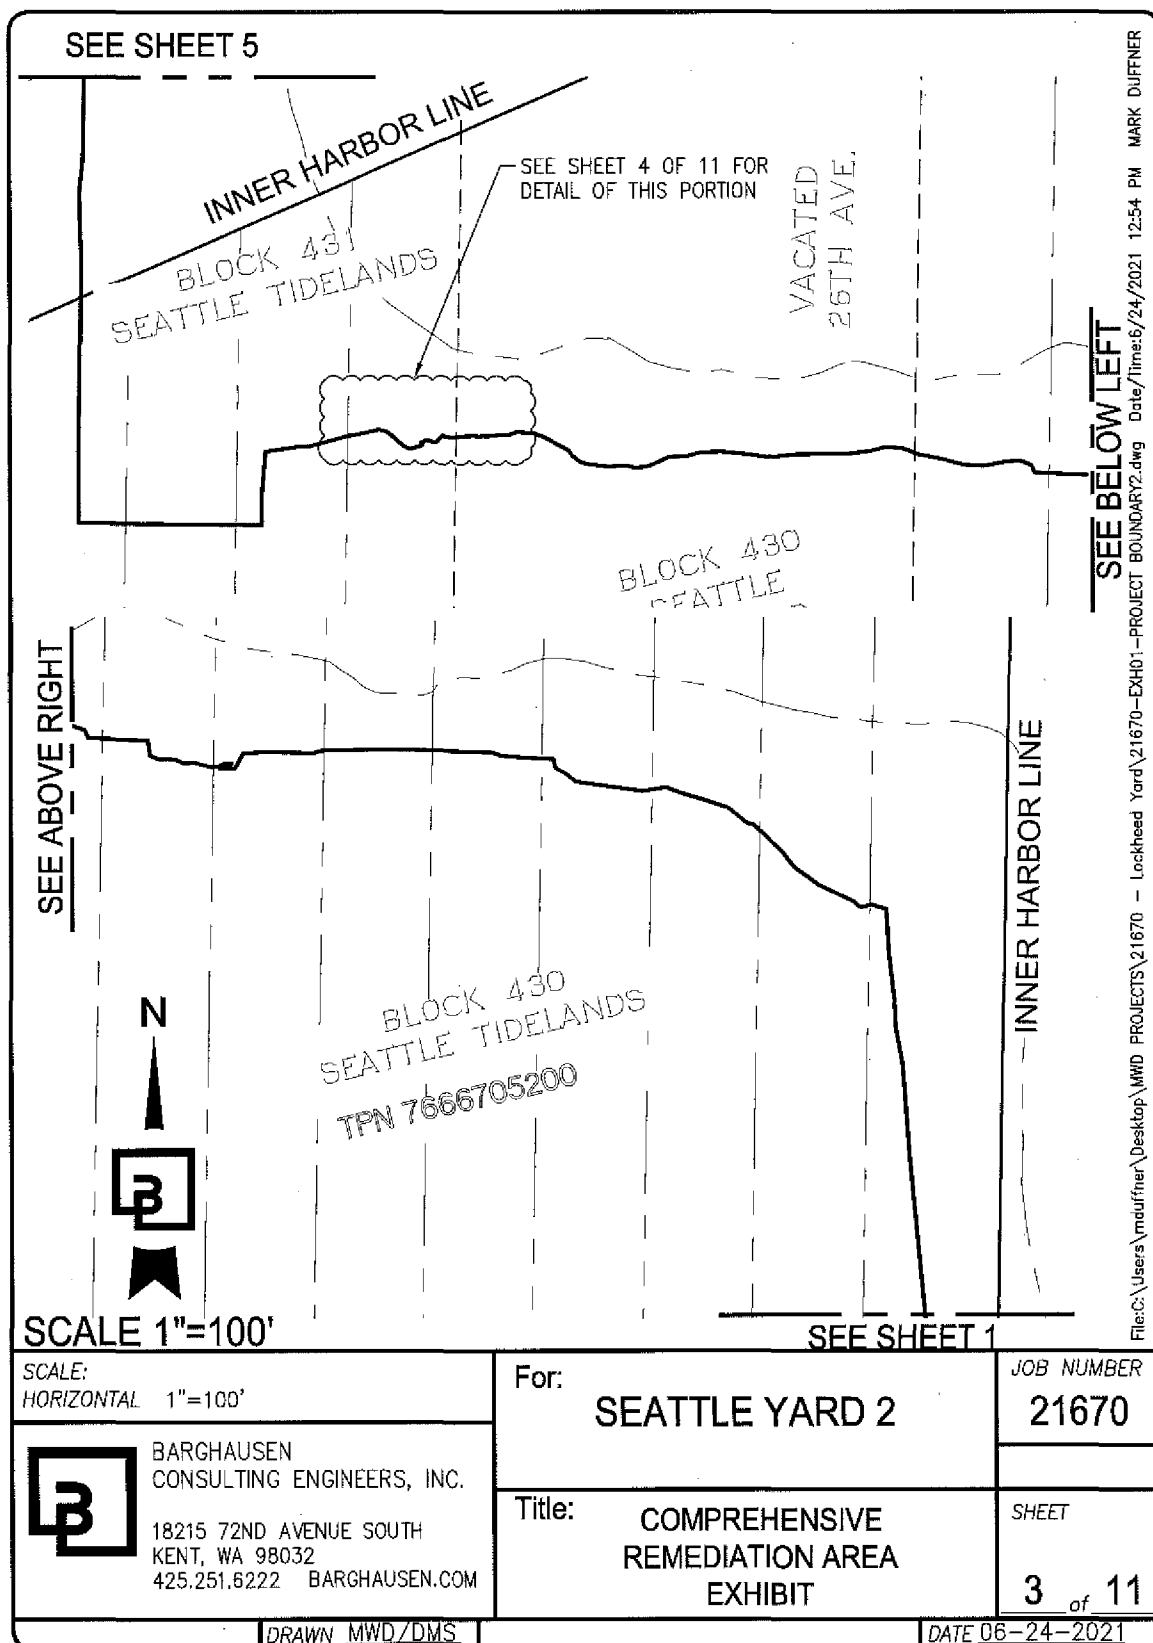 SEE SHEET 5
INNER HARBOR LINE
SEE SHEET 4 OF 11 FOR
DETAIL OF THIS PORTION
VACATED
26TH AVE.
BLOCK 431
SEATTLE TIDELANDS
SEE BELOW LEFT
BLOCK 430
SEATTLE
SEE ABOVE RIGHT
INNER HARBOR LINE
BLOCK 430
SEATTLE TIDELANDS
TPN 7666705200
N
B
SCALE 1"=100'
SEE SHEET 1
File:C:\Users\mduffner\Desktop\MWD PROJECTS\21670 - Lockheed Yard\21670-EXH01-PROJECT BOUNDARY2.dwg Date/Time:6/24/2021 12:54 PM MARK DUFFNER
SCALE:
HORIZONTAL 1"=100'
B
BARGHAUSEN
CONSULTING ENGINEERS, INC.
18215 72ND AVENUE SOUTH
KENT, WA 98032
425.251.6222 BARGHAUSEN.COM
For:
SEATTLE YARD 2
Title:
COMPREHENSIVE
REMEDIATION AREA
EXHIBIT
JOB NUMBER
21670
SHEET
3 of 11
DRAWN MWD/DMS
DATE 06-24-2021